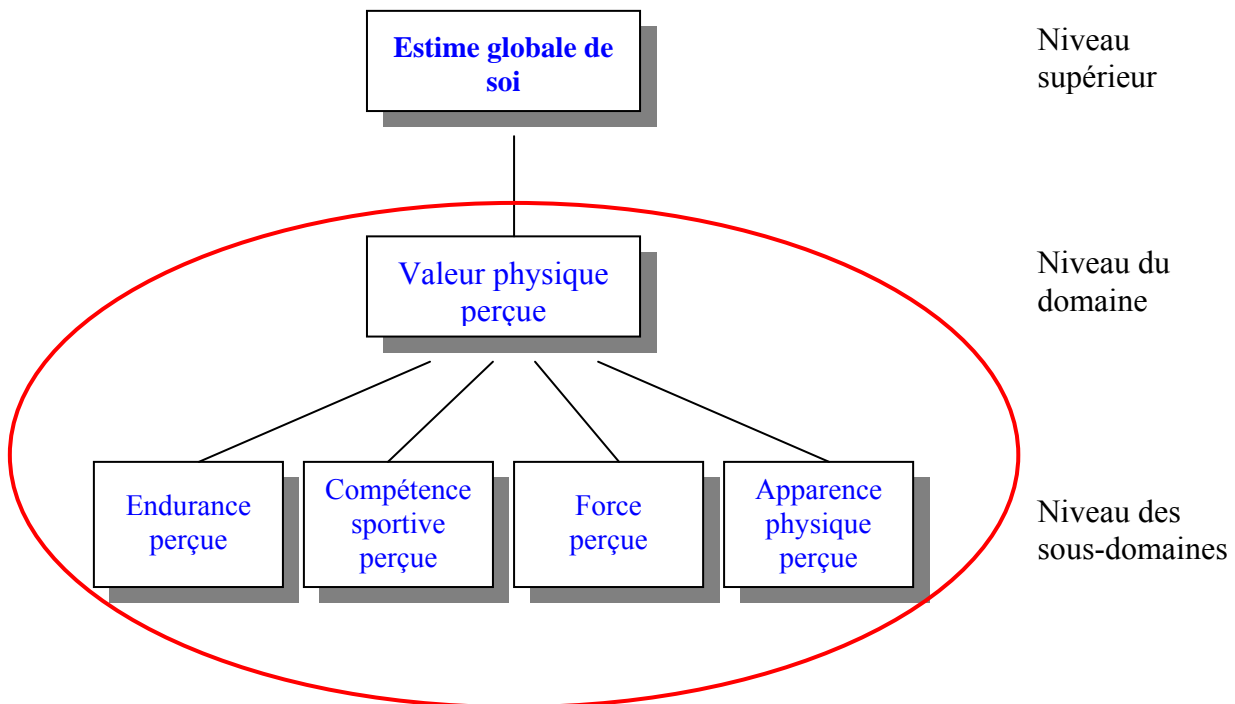 Estime globale de
soi
Niveau
supérieur
Valeur physique
perçue
Niveau du
domaine
Endurance
perçue
Compétence
sportive
perçue
Force
perçue
Apparence
physique
perçue
Niveau des
sous-domaines